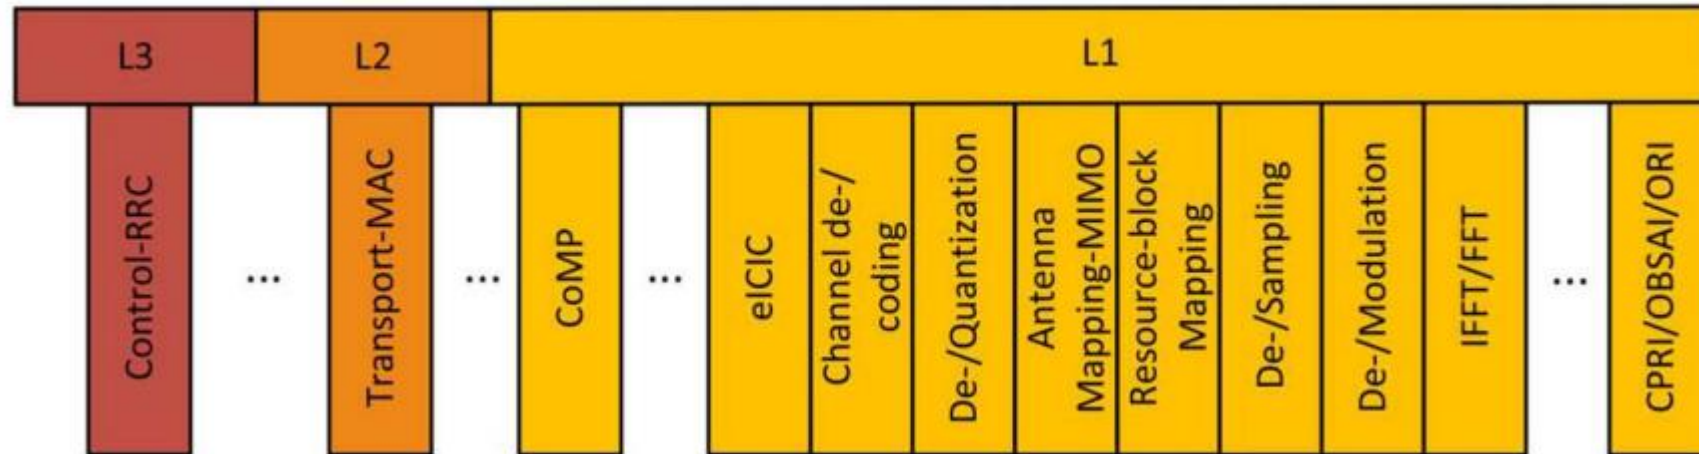 L3
L2
L1
Control-RRC
...
Transport-MAC
...
CoMP
...
eICIC
Channel de-/
coding
De-/Quantization
Antenna
Mapping-MIMO
Resource-block
Mapping
De-/Sampling
De-/Modulation
IFFT/FFT
...
CPRI/OBSAI/ORI